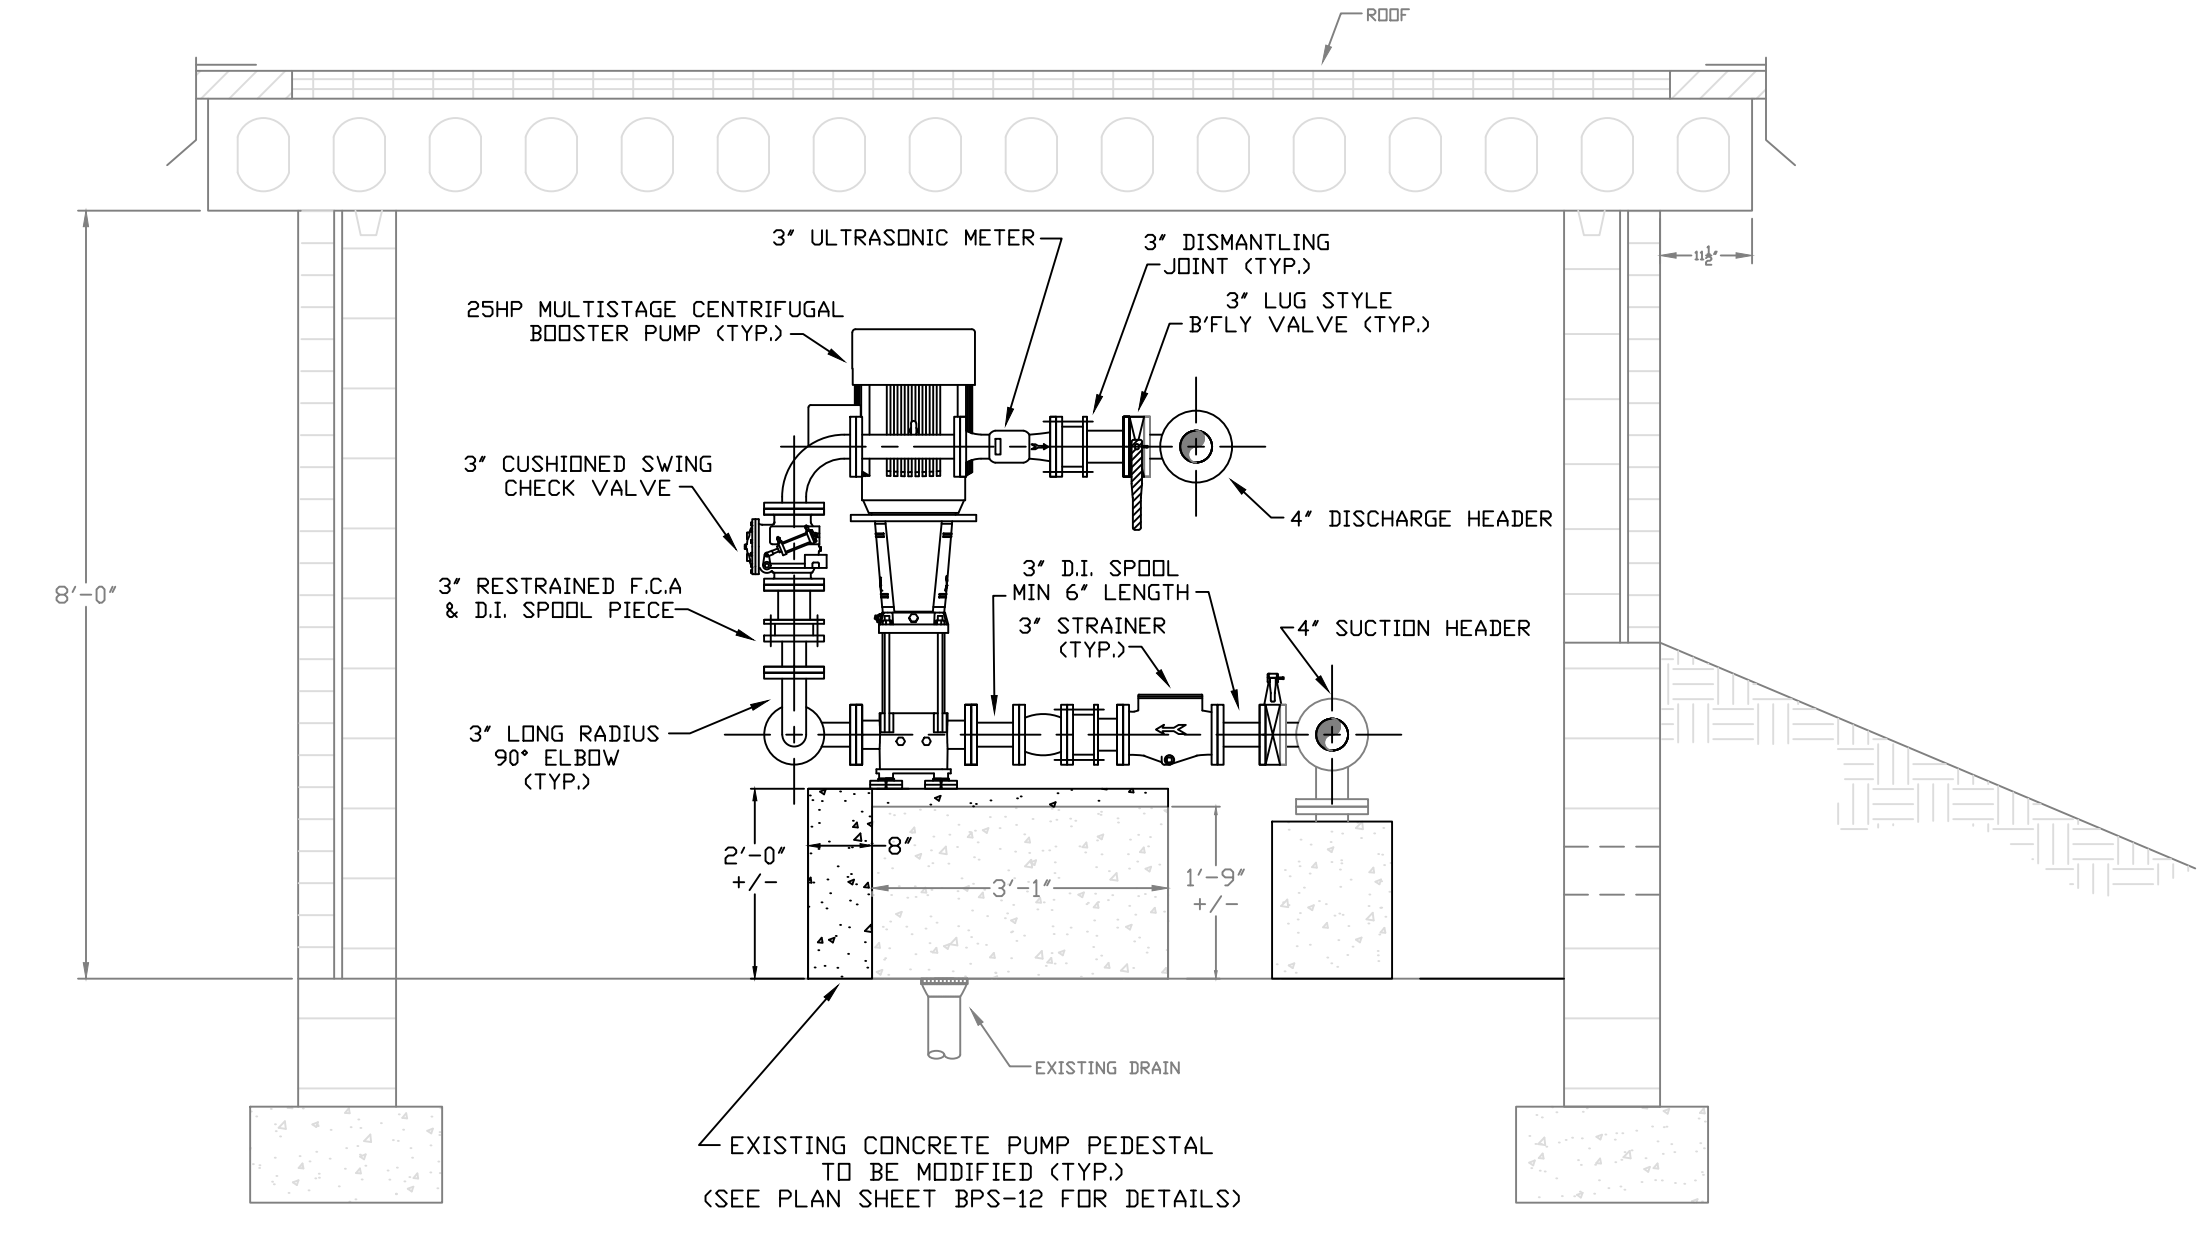 ROOF
3" ULTRASONIC METER
3" DISMANTLING
JOINT (TYP.)
11½"
25HP MULTISTAGE CENTRIFUGAL
BOOSTER PUMP (TYP.)
3" LUG STYLE
B'FLY VALVE (TYP.)
3" CUSHIONED SWING
CHECK VALVE
4" DISCHARGE HEADER
8'-0"
3" RESTRAINED F.C.A
& D.I. SPOOL PIECE
3" D.I. SPOOL
MIN 6" LENGTH
3" STRAINER
(TYP.)
4" SUCTION HEADER
3" LONG RADIUS
90° ELBOW
(TYP.)
2'-0"
+/-
8"
3'-1"
1'-9"
+/-
EXISTING DRAIN
EXISTING CONCRETE PUMP PEDESTAL
TO BE MODIFIED (TYP.)
(SEE PLAN SHEET BPS-12 FOR DETAILS)